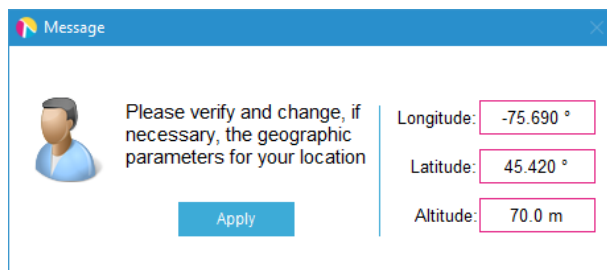 Message
Please verify and change, if
necessary, the geographic
parameters for your location
Apply
Longitude: -75.690 °
Latitude: 45.420 °
Altitude: 70.0 m